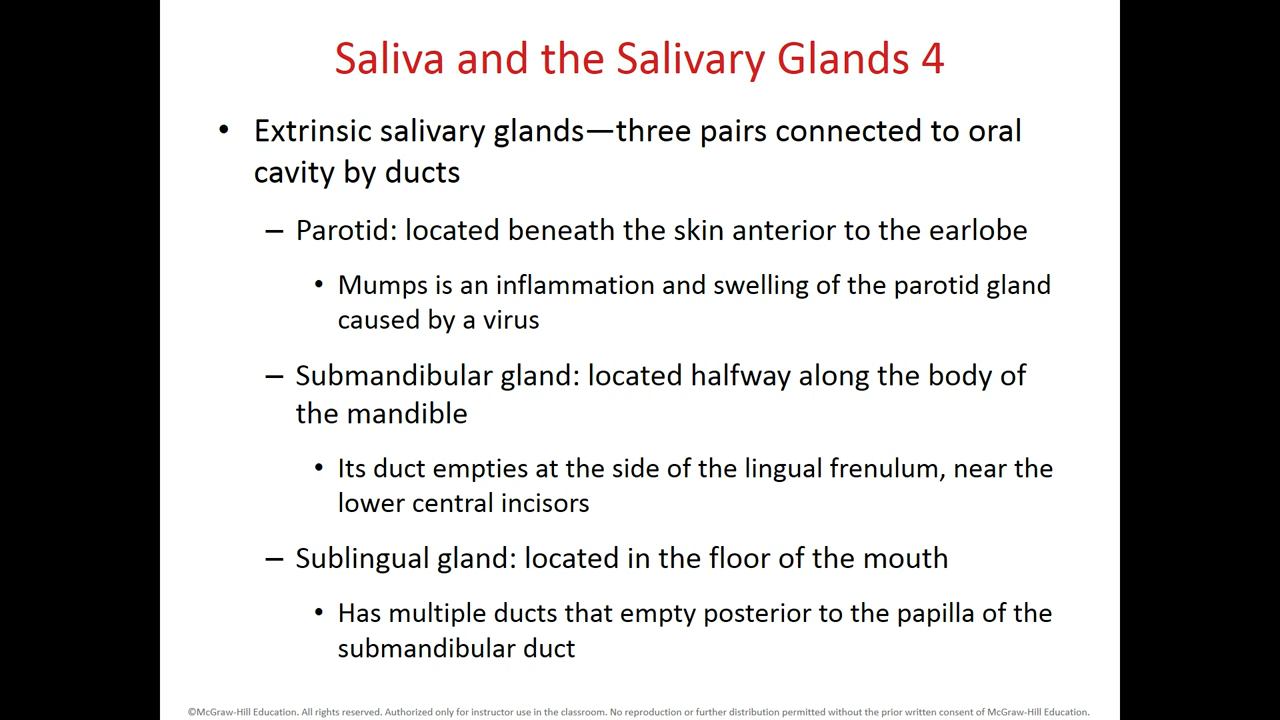 Saliva and the Salivary Glands 4
• Extrinsic salivary glands—three pairs connected to oral
cavity by ducts
– Parotid: located beneath the skin anterior to the earlobe
• Mumps is an inflammation and swelling of the parotid gland
caused by a virus
– Submandibular gland: located halfway along the body of
the mandible
• Its duct empties at the side of the lingual frenulum, near the
lower central incisors
– Sublingual gland: located in the floor of the mouth
• Has multiple ducts that empty posterior to the papilla of the
submandibular duct
©McGraw-Hill Education. All rights reserved. Authorized only for instructor use in the classroom. No reproduction or further distribution permitted without the prior written consent of McGraw-Hill Education.